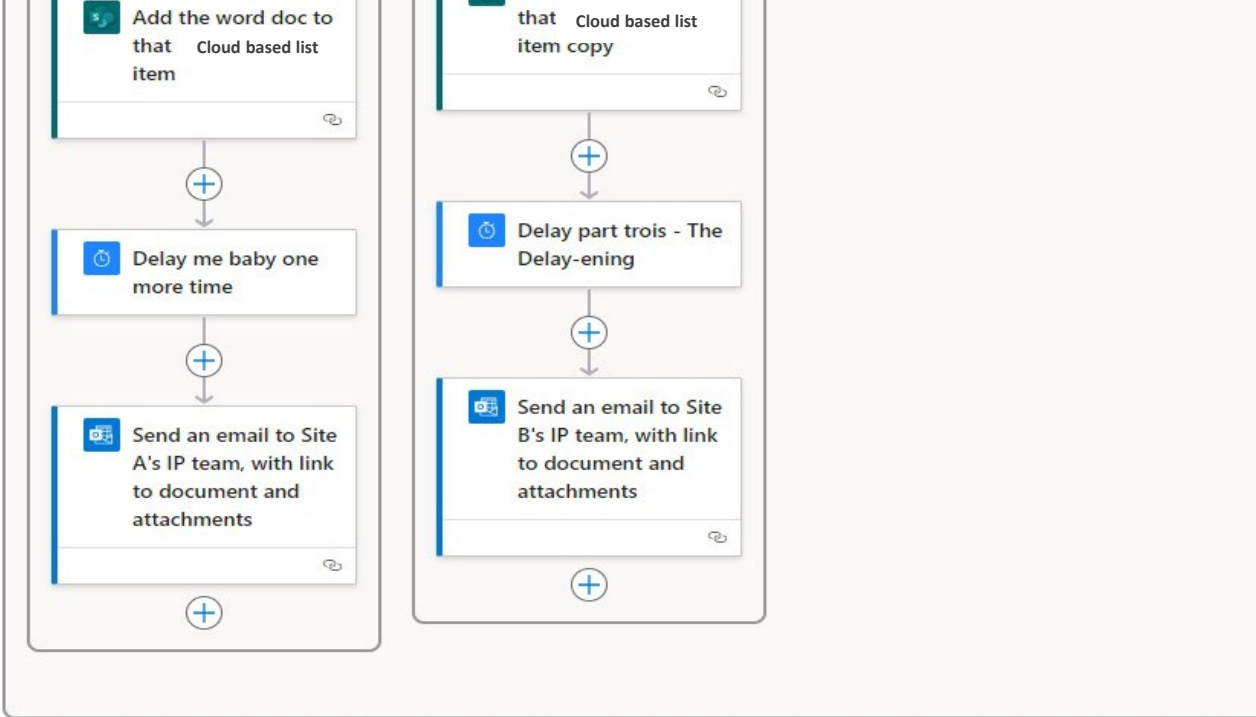 Add the word doc to
that Cloud based list
item
Delay me baby one
more time
Send an email to Site
A's IP team, with link
to document and
attachments
that Cloud based list
item copy
Delay part trois - The
Delay-ening
Send an email to Site
B's IP team, with link
to document and
attachments